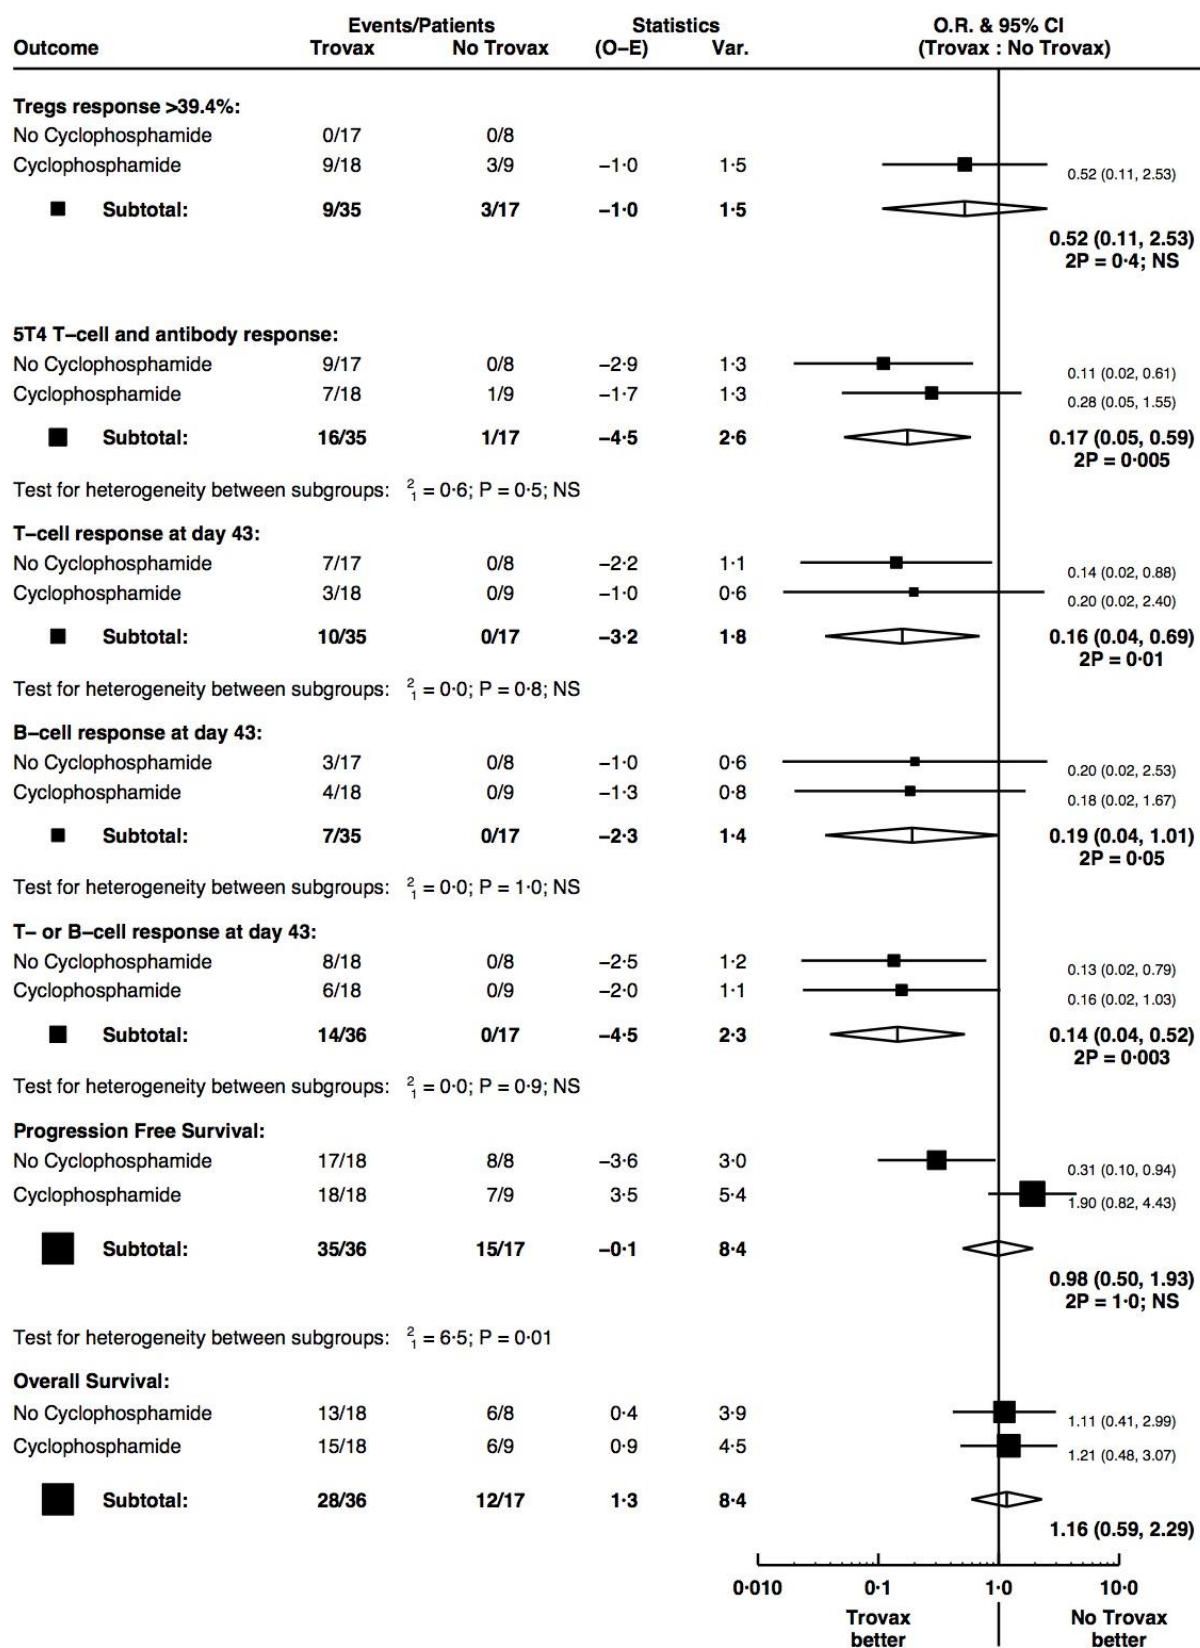 Events/Patients Statistics O.R. & 95% CI
Outcome Trovax No Trovax (O−E) Var. (Trovax : No Trovax)
Tregs response >39.4%:
No Cyclophosphamide 0/17 0/8
Cyclophosphamide 9/18 3/9 −1·0 1·5 0.52 (0.11, 2.53)
Subtotal: 9/35 3/17 −1·0 1·5
0.52 (0.11, 2.53)
2P = 0·4; NS
5T4 T−cell and antibody response:
No Cyclophosphamide 9/17 0/8 −2·9 1·3 0.11 (0.02, 0.61)
Cyclophosphamide 7/18 1/9 −1·7 1·3 0.28 (0.05, 1.55)
Subtotal: 16/35 1/17 −4·5 2·6 0.17 (0.05, 0.59)
2P = 0·005
Test for heterogeneity between subgroups: 2 1 = 0·6; P = 0·5; NS
T−cell response at day 43:
No Cyclophosphamide 7/17 0/8 −2·2 1·1 0.14 (0.02, 0.88)
Cyclophosphamide 3/18 0/9 −1·0 0·6 0.20 (0.02, 2.40)
Subtotal: 10/35 0/17 −3·2 1·8 0.16 (0.04, 0.69)
2P = 0·01
Test for heterogeneity between subgroups: 2 1 = 0·0; P = 0·8; NS
B−cell response at day 43:
No Cyclophosphamide 3/17 0/8 −1·0 0·6 0.20 (0.02, 2.53)
Cyclophosphamide 4/18 0/9 −1·3 0·8 0.18 (0.02, 1.67)
Subtotal: 7/35 0/17 −2·3 1·4 0.19 (0.04, 1.01)
2P = 0·05
Test for heterogeneity between subgroups: 2 1 = 0·0; P = 1·0; NS
T− or B−cell response at day 43:
No Cyclophosphamide 8/18 0/8 −2·5 1·2 0.13 (0.02, 0.79)
Cyclophosphamide 6/18 0/9 −2·0 1·1 0.16 (0.02, 1.03)
Subtotal: 14/36 0/17 −4·5 2·3 0.14 (0.04, 0.52)
2P = 0·003
Test for heterogeneity between subgroups: 2 1 = 0·0; P = 0·9; NS
Progression Free Survival:
No Cyclophosphamide 17/18 8/8 −3·6 3·0 0.31 (0.10, 0.94)
Cyclophosphamide 18/18 7/9 3·5 5·4 1.90 (0.82, 4.43)
Subtotal: 35/36 15/17 −0·1 8·4
0.98 (0.50, 1.93)
2P = 1·0; NS
Test for heterogeneity between subgroups: 2 1 = 6·5; P = 0·01
Overall Survival:
No Cyclophosphamide 13/18 6/8 0·4 3·9 1.11 (0.41, 2.99)
Cyclophosphamide 15/18 6/9 0·9 4·5 1.21 (0.48, 3.07)
Subtotal: 28/36 12/17 1·3 8·4
1.16 (0.59, 2.29)
0·010 0·1 1·0 10·0
Trovax No Trovax
better better